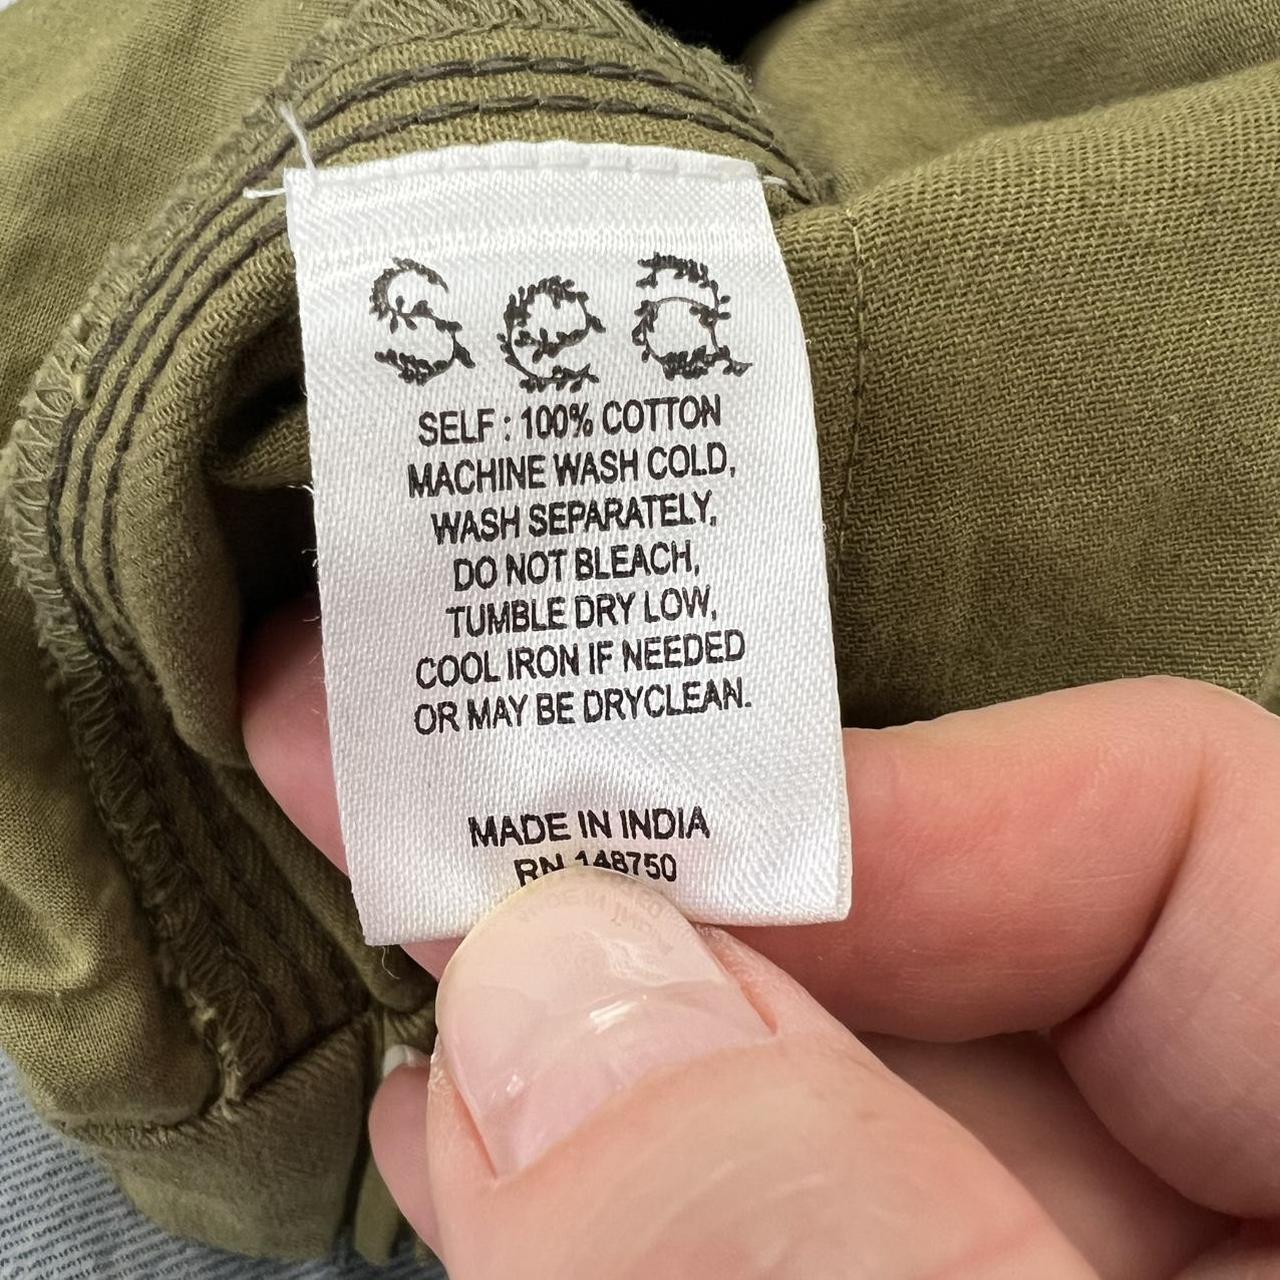 SELF : 100% COTTON
MACHINE WASH COLD,
WASH SEPARATELY,
DO NOT BLEACH,
TUMBLE DRY LOW,
COOL IRON IF NEEDED
OR MAY BE DRYCLEAN.
MADE IN INDIA
RN 148750